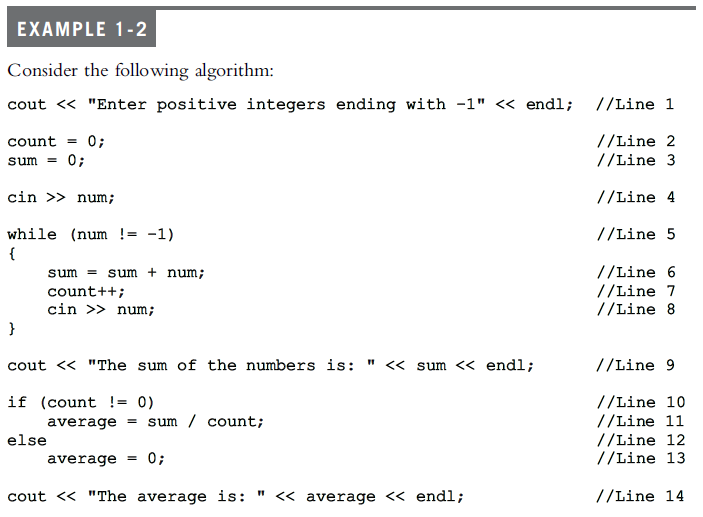 EXAMPLE 1-2
Consider the following algorithm:
cout << "Enter positive integers ending with -1" << endl; //Line 1
count = 0; //Line 2
sum = 0; //Line 3
cin >> num; //Line 4
while (num != -1) //Line 5
{
    sum = sum + num; //Line 6
    count++; //Line 7
    cin >> num; //Line 8
}
cout << "The sum of the numbers is: " << sum << endl; //Line 9
if (count != 0) //Line 10
    average = sum / count; //Line 11
else //Line 12
    average = 0; //Line 13
cout << "The average is: " << average << endl; //Line 14